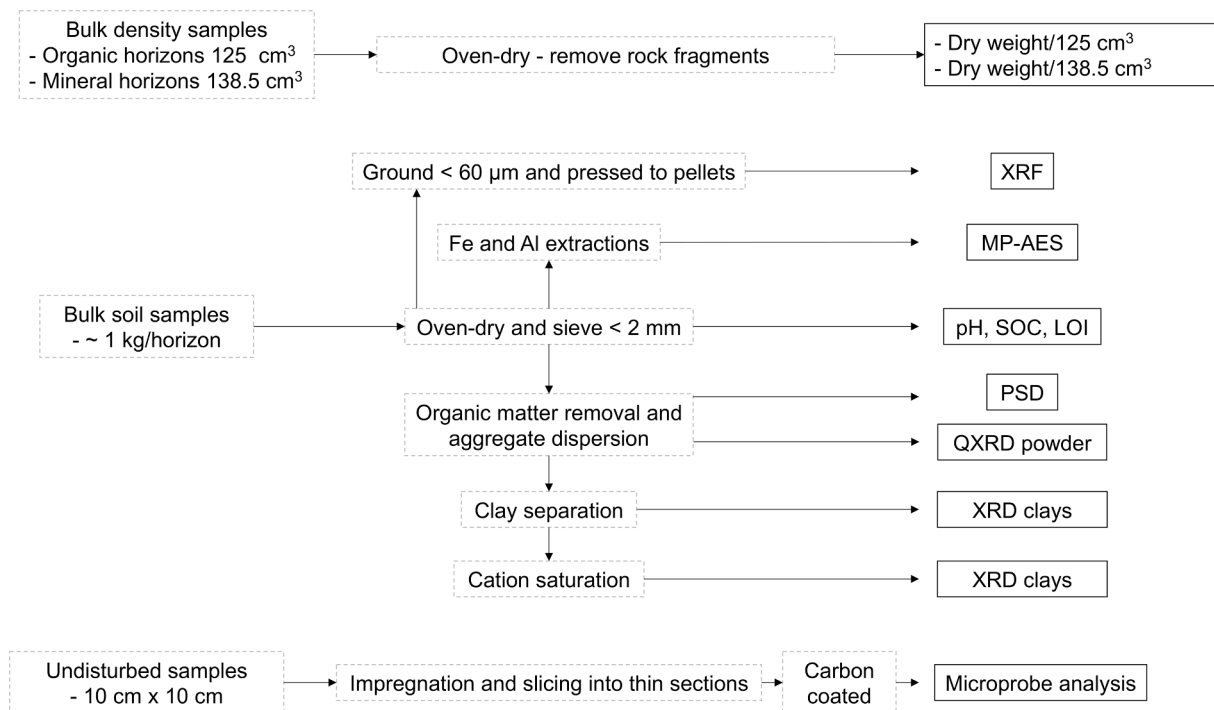 Bulk density samples
- Organic horizons 125 cm³
- Mineral horizons 138.5 cm³
Oven-dry - remove rock fragments
- Dry weight/125 cm³
- Dry weight/138.5 cm³
Ground < 60 µm and pressed to pellets
XRF
Fe and Al extractions
MP-AES
Bulk soil samples
- ~ 1 kg/horizon
Oven-dry and sieve < 2 mm
pH, SOC, LOI
Organic matter removal and
aggregate dispersion
PSD
QXRD powder
Clay separation
XRD clays
Cation saturation
XRD clays
Undisturbed samples
- 10 cm x 10 cm
Impregnation and slicing into thin sections
Carbon
coated
Microprobe analysis